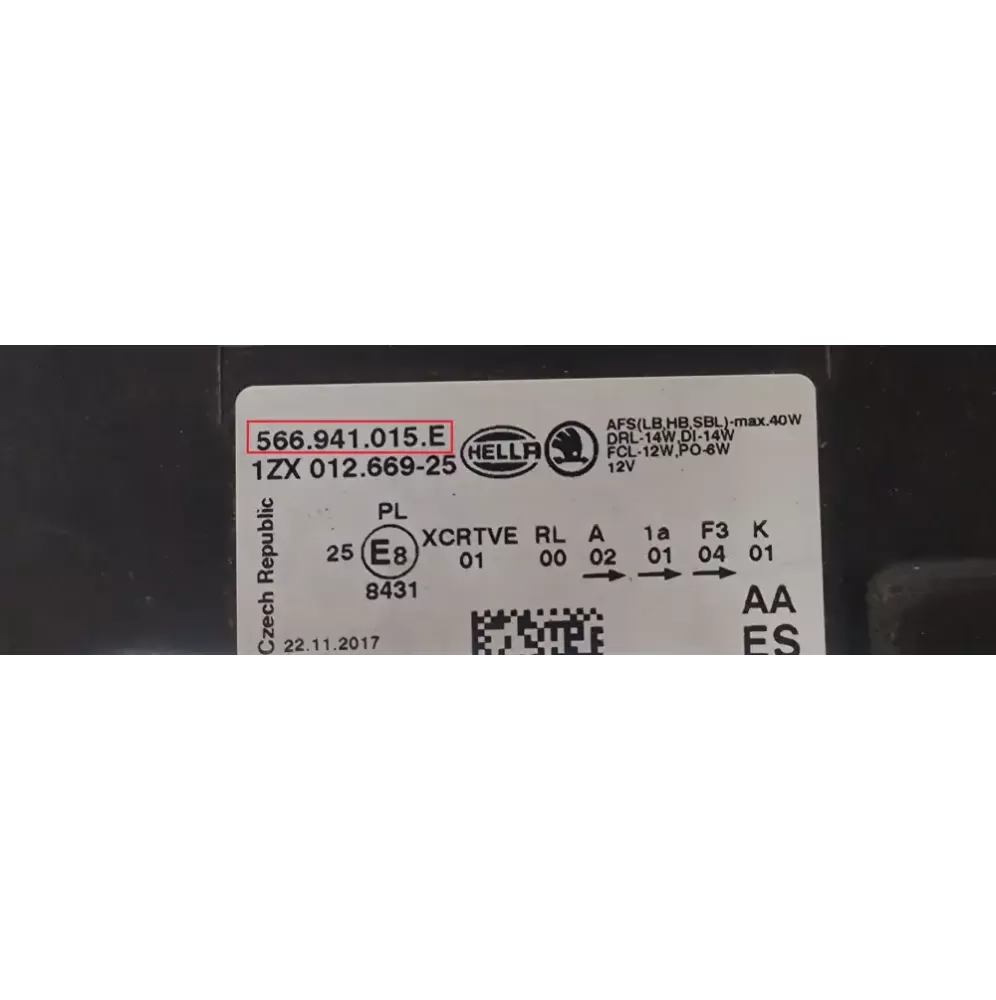 566.941.015.E
1ZX 012.669-25
HELLA
AFS(LB,HB,SBL)-max.40W
DRL-14W,DI-14W
FCL-12W,PO-6W
12V
PL
25 E8 XCRTVE RL A 1a F3 K
01 00 02 01 04 01
8431
AA
ES
Czech Republic
22.11.2017